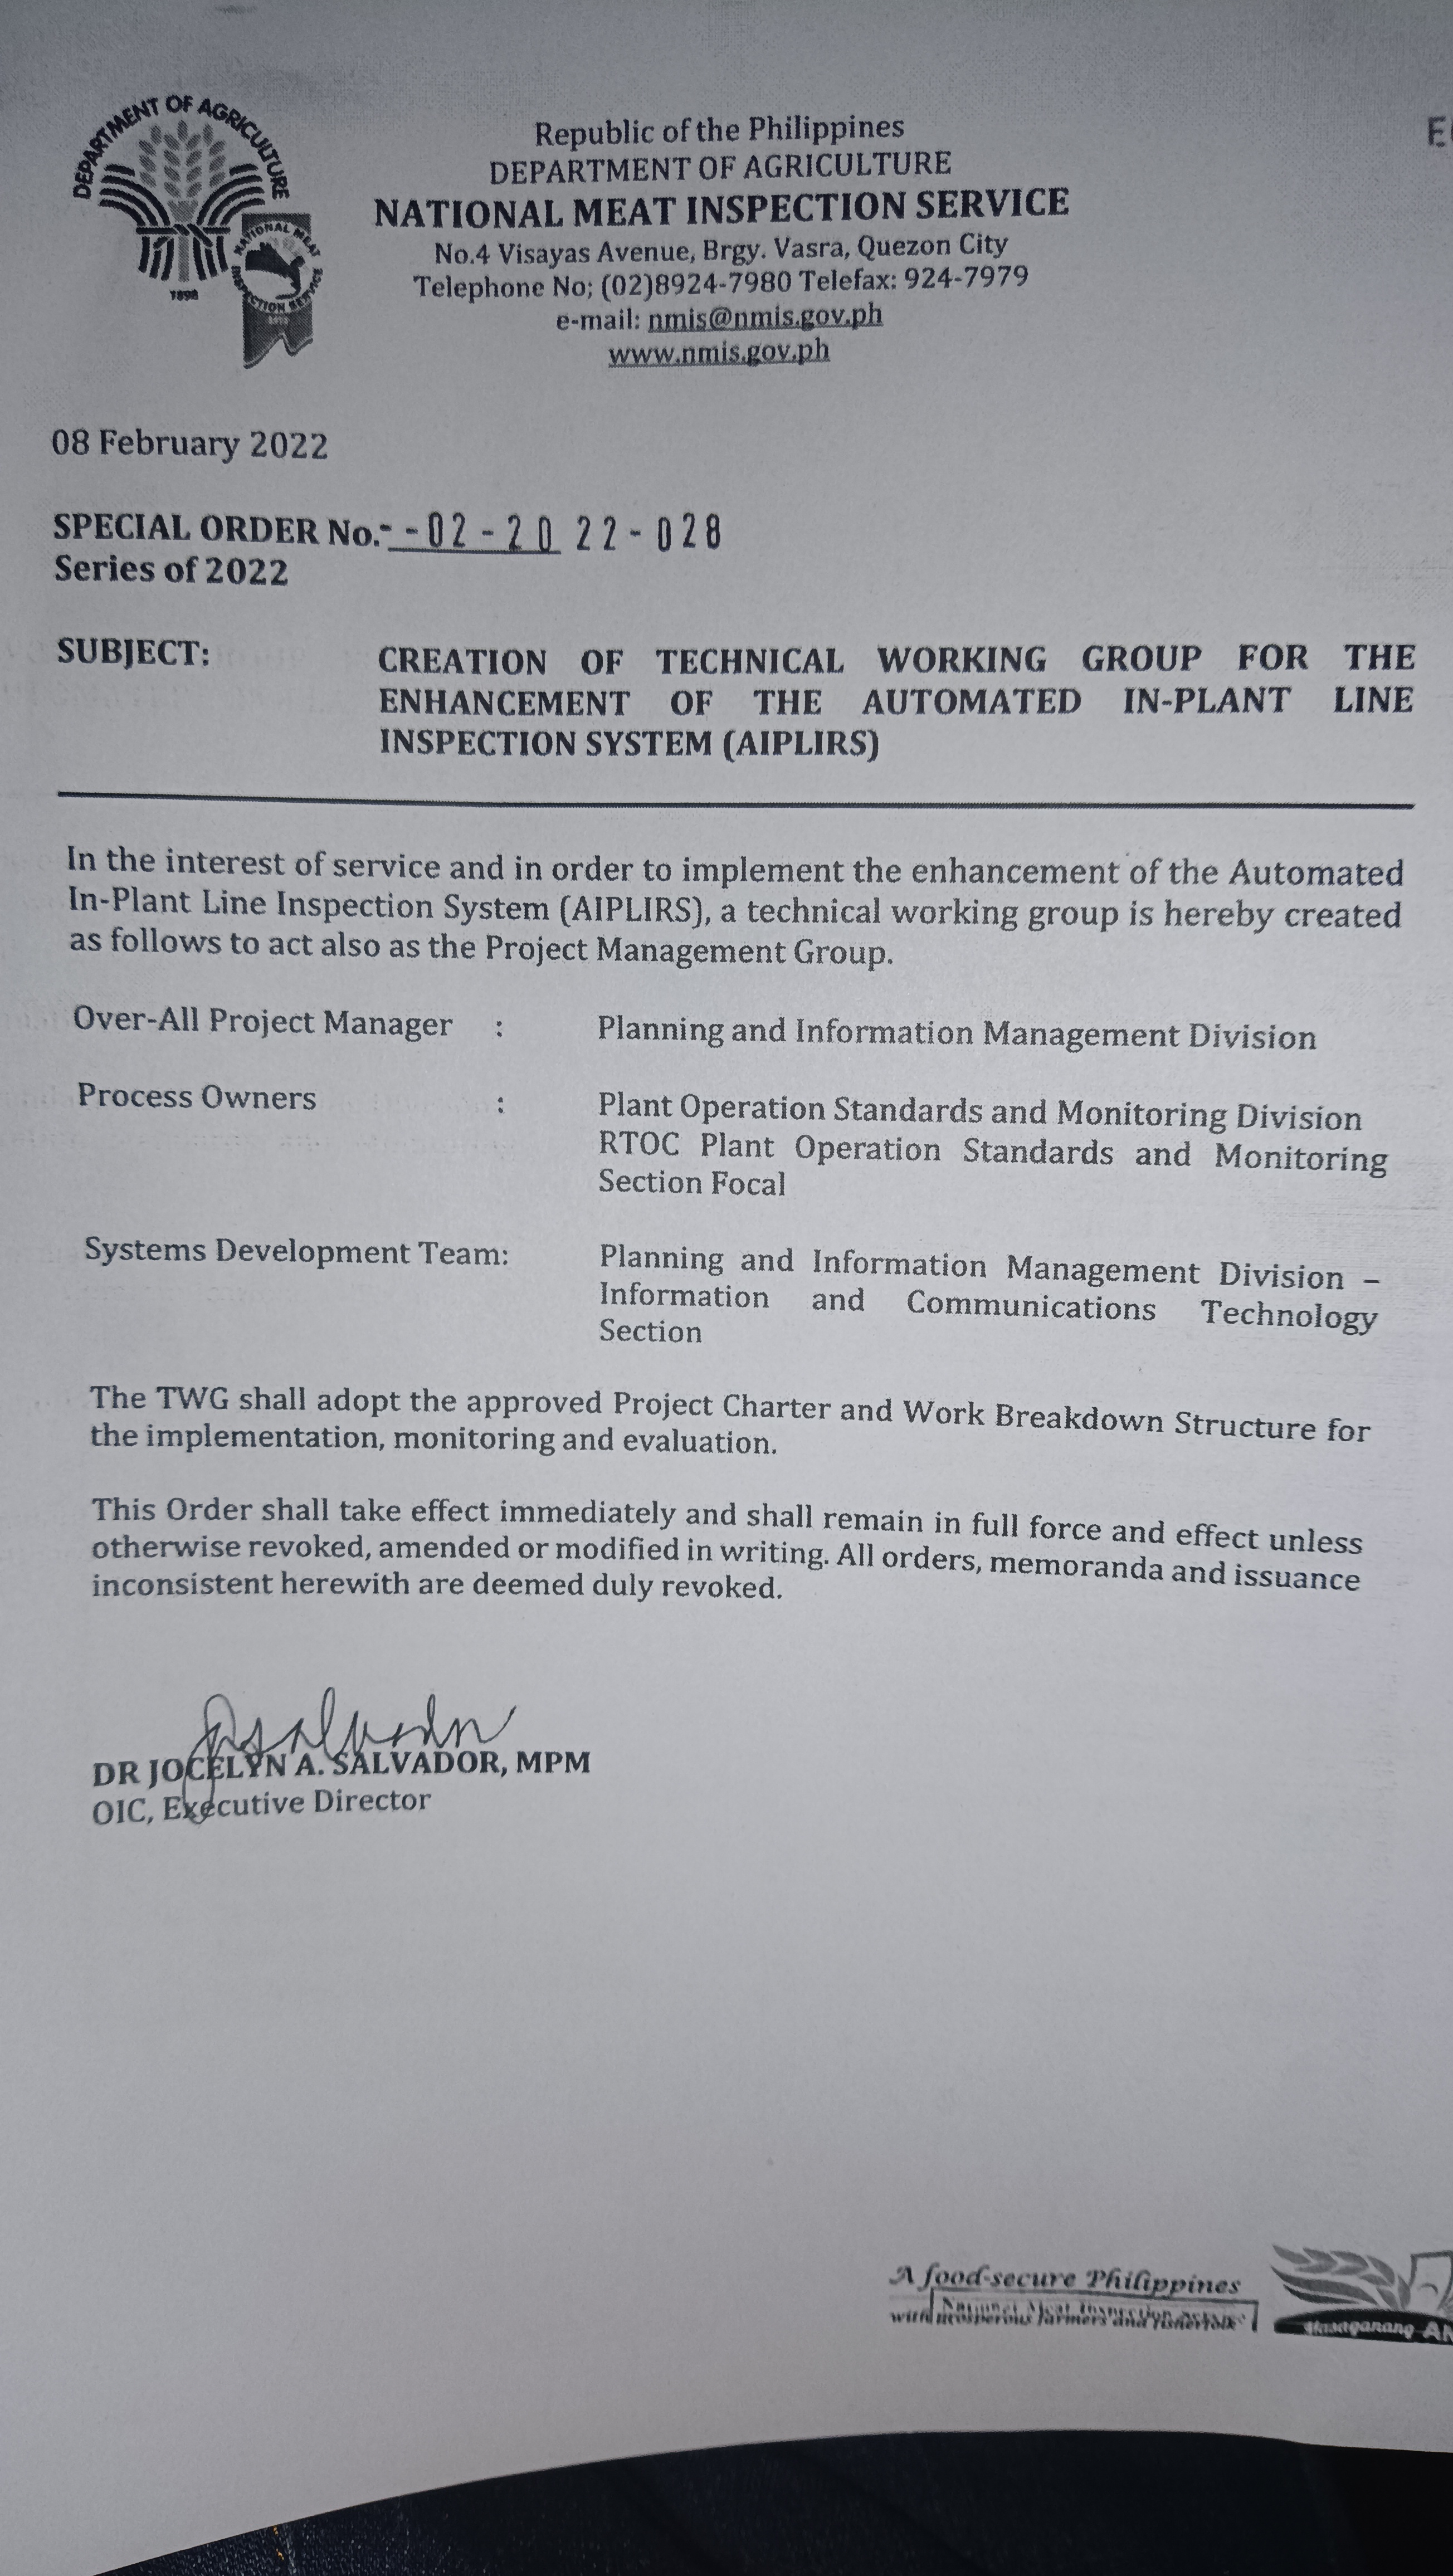 DEPARTMENT OF AGRICULTURE
1898
NATIONAL MEAT
INSPECTION SERVICE
Republic of the Philippines
DEPARTMENT OF AGRICULTURE
NATIONAL MEAT INSPECTION SERVICE
No.4 Visayas Avenue, Brgy. Vasra, Quezon City
Telephone No; (02)8924-7980 Telefax: 924-7979
e-mail: nmis@nmis.gov.ph
www.nmis.gov.ph
08 February 2022
SPECIAL ORDER No.--02-2022-028
Series of 2022
SUBJECT: CREATION OF TECHNICAL WORKING GROUP FOR THE
ENHANCEMENT OF THE AUTOMATED IN-PLANT LINE
INSPECTION SYSTEM (AIPLIRS)
In the interest of service and in order to implement the enhancement of the Automated
In-Plant Line Inspection System (AIPLIRS), a technical working group is hereby created
as follows to act also as the Project Management Group.
Over-All Project Manager : Planning and Information Management Division
Process Owners : Plant Operation Standards and Monitoring Division
RTOC Plant Operation Standards and Monitoring
Section Focal
Systems Development Team: Planning and Information Management Division –
Information and Communications Technology
Section
The TWG shall adopt the approved Project Charter and Work Breakdown Structure for
the implementation, monitoring and evaluation.
This Order shall take effect immediately and shall remain in full force and effect unless
otherwise revoked, amended or modified in writing. All orders, memoranda and issuance
inconsistent herewith are deemed duly revoked.
DR JOCELYN A. SALVADOR, MPM
OIC, Executive Director
A food-secure Philippines
with prosperous farmers and fisherfolk
Masaganang